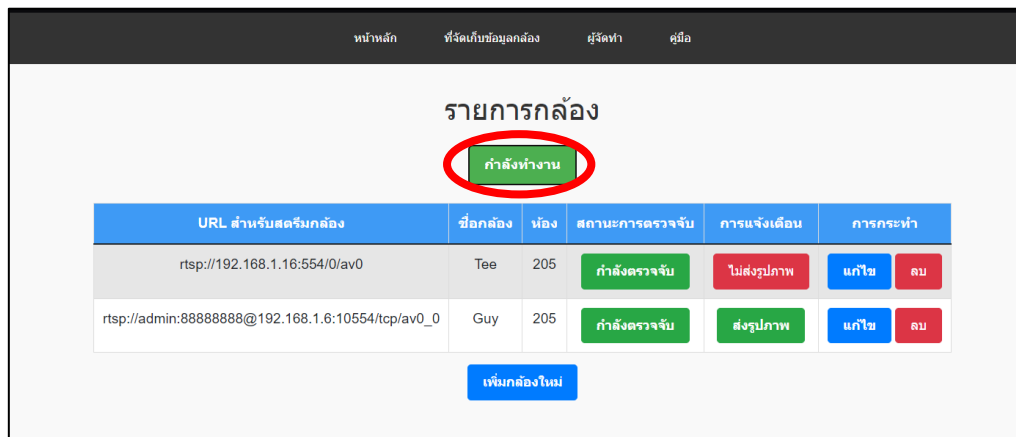 หน้าหลัก ที่จัดเก็บข้อมูลกล้อง ผู้จัดทำ คู่มือ
รายการกล้อง
กำลังทำงาน
URL สำหรับสตรีมกล้อง ชื่อกล้อง ห้อง สถานะการตรวจจับ การแจ้งเตือน การกระทำ
rtsp://192.168.1.16:554/0/av0 Tee 205 กำลังตรวจจับ ไม่ส่งรูปภาพ แก้ไข ลบ
rtsp://admin:88888888@192.168.1.6:10554/tcp/av0_0 Guy 205 กำลังตรวจจับ ส่งรูปภาพ แก้ไข ลบ
เพิ่มกล้องใหม่